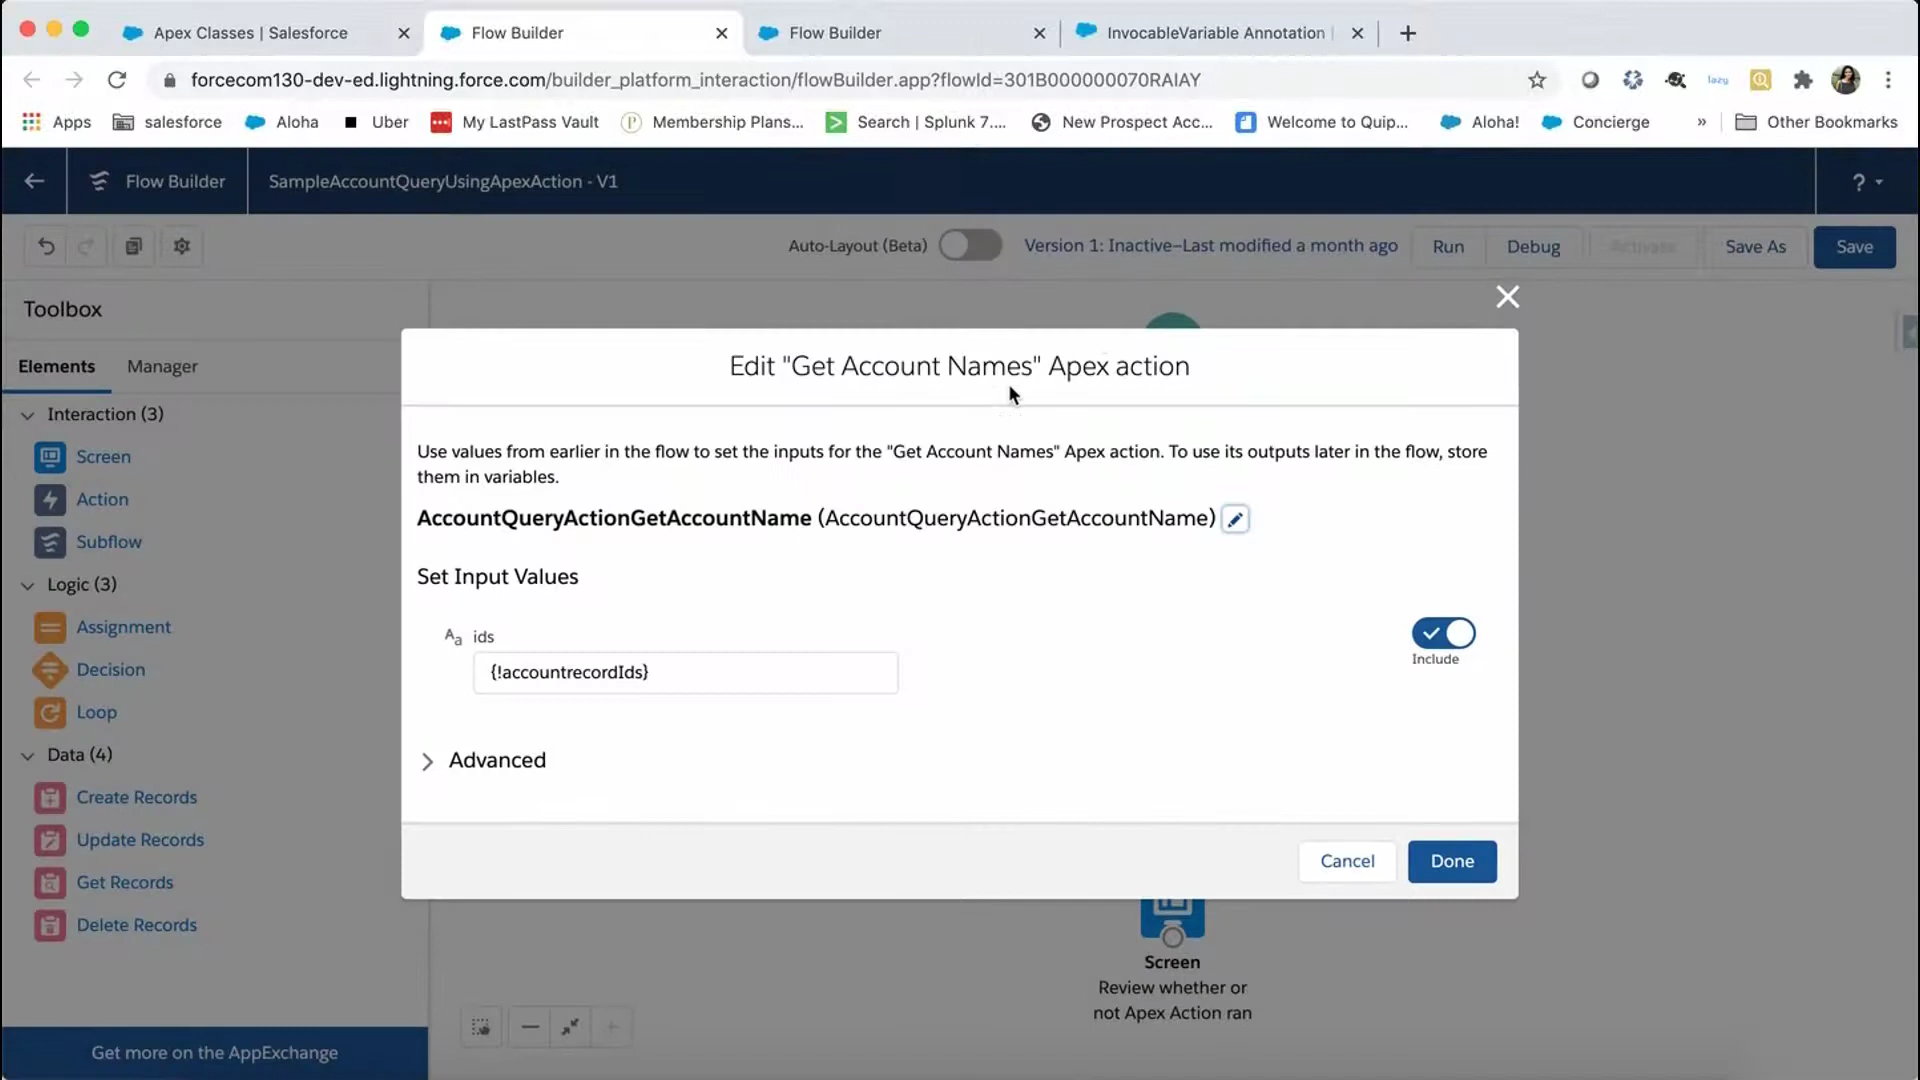 Apex Classes | Salesforce
Flow Builder
Flow Builder
InvocableVariable Annotation |
forcecom130-dev-ed.lightning.force.com/builder_platform_interaction/flowBuilder.app?flowId=301B000000070RAIAY
lazy
Apps
salesforce
Aloha
Uber
My LastPass Vault
Membership Plans...
Search | Splunk 7....
New Prospect Acc...
Welcome to Quip...
Aloha!
Concierge
»
Other Bookmarks
Flow Builder
SampleAccountQueryUsingApexAction - V1
?
Auto-Layout (Beta)
Version 1: Inactive–Last modified a month ago
Run
Debug
Activate
Save As
Save
Toolbox
Elements
Manager
Interaction (3)
Screen
Action
Subflow
Logic (3)
Assignment
Decision
Loop
Data (4)
Create Records
Update Records
Get Records
Delete Records
Get more on the AppExchange
Edit "Get Account Names" Apex action
Use values from earlier in the flow to set the inputs for the "Get Account Names" Apex action. To use its outputs later in the flow, store
them in variables.
AccountQueryActionGetAccountName (AccountQueryActionGetAccountName)
Set Input Values
Aa ids
{!accountrecordIds}
Include
Advanced
Cancel
Done
Screen
Review whether or
not Apex Action ran